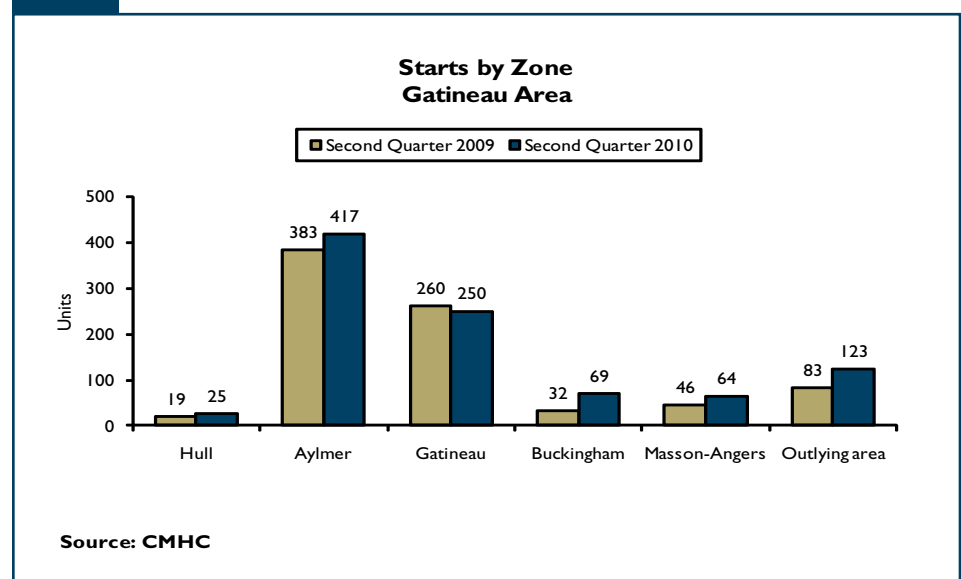 Starts by Zone
Gatineau Area
Second Quarter 2009 Second Quarter 2010
Units
500
400
300
200
100
0
19 25
383 417
260 250
32 69
46 64
83 123
Hull Aylmer Gatineau Buckingham Masson-Angers Outlying area
Source: CMHC